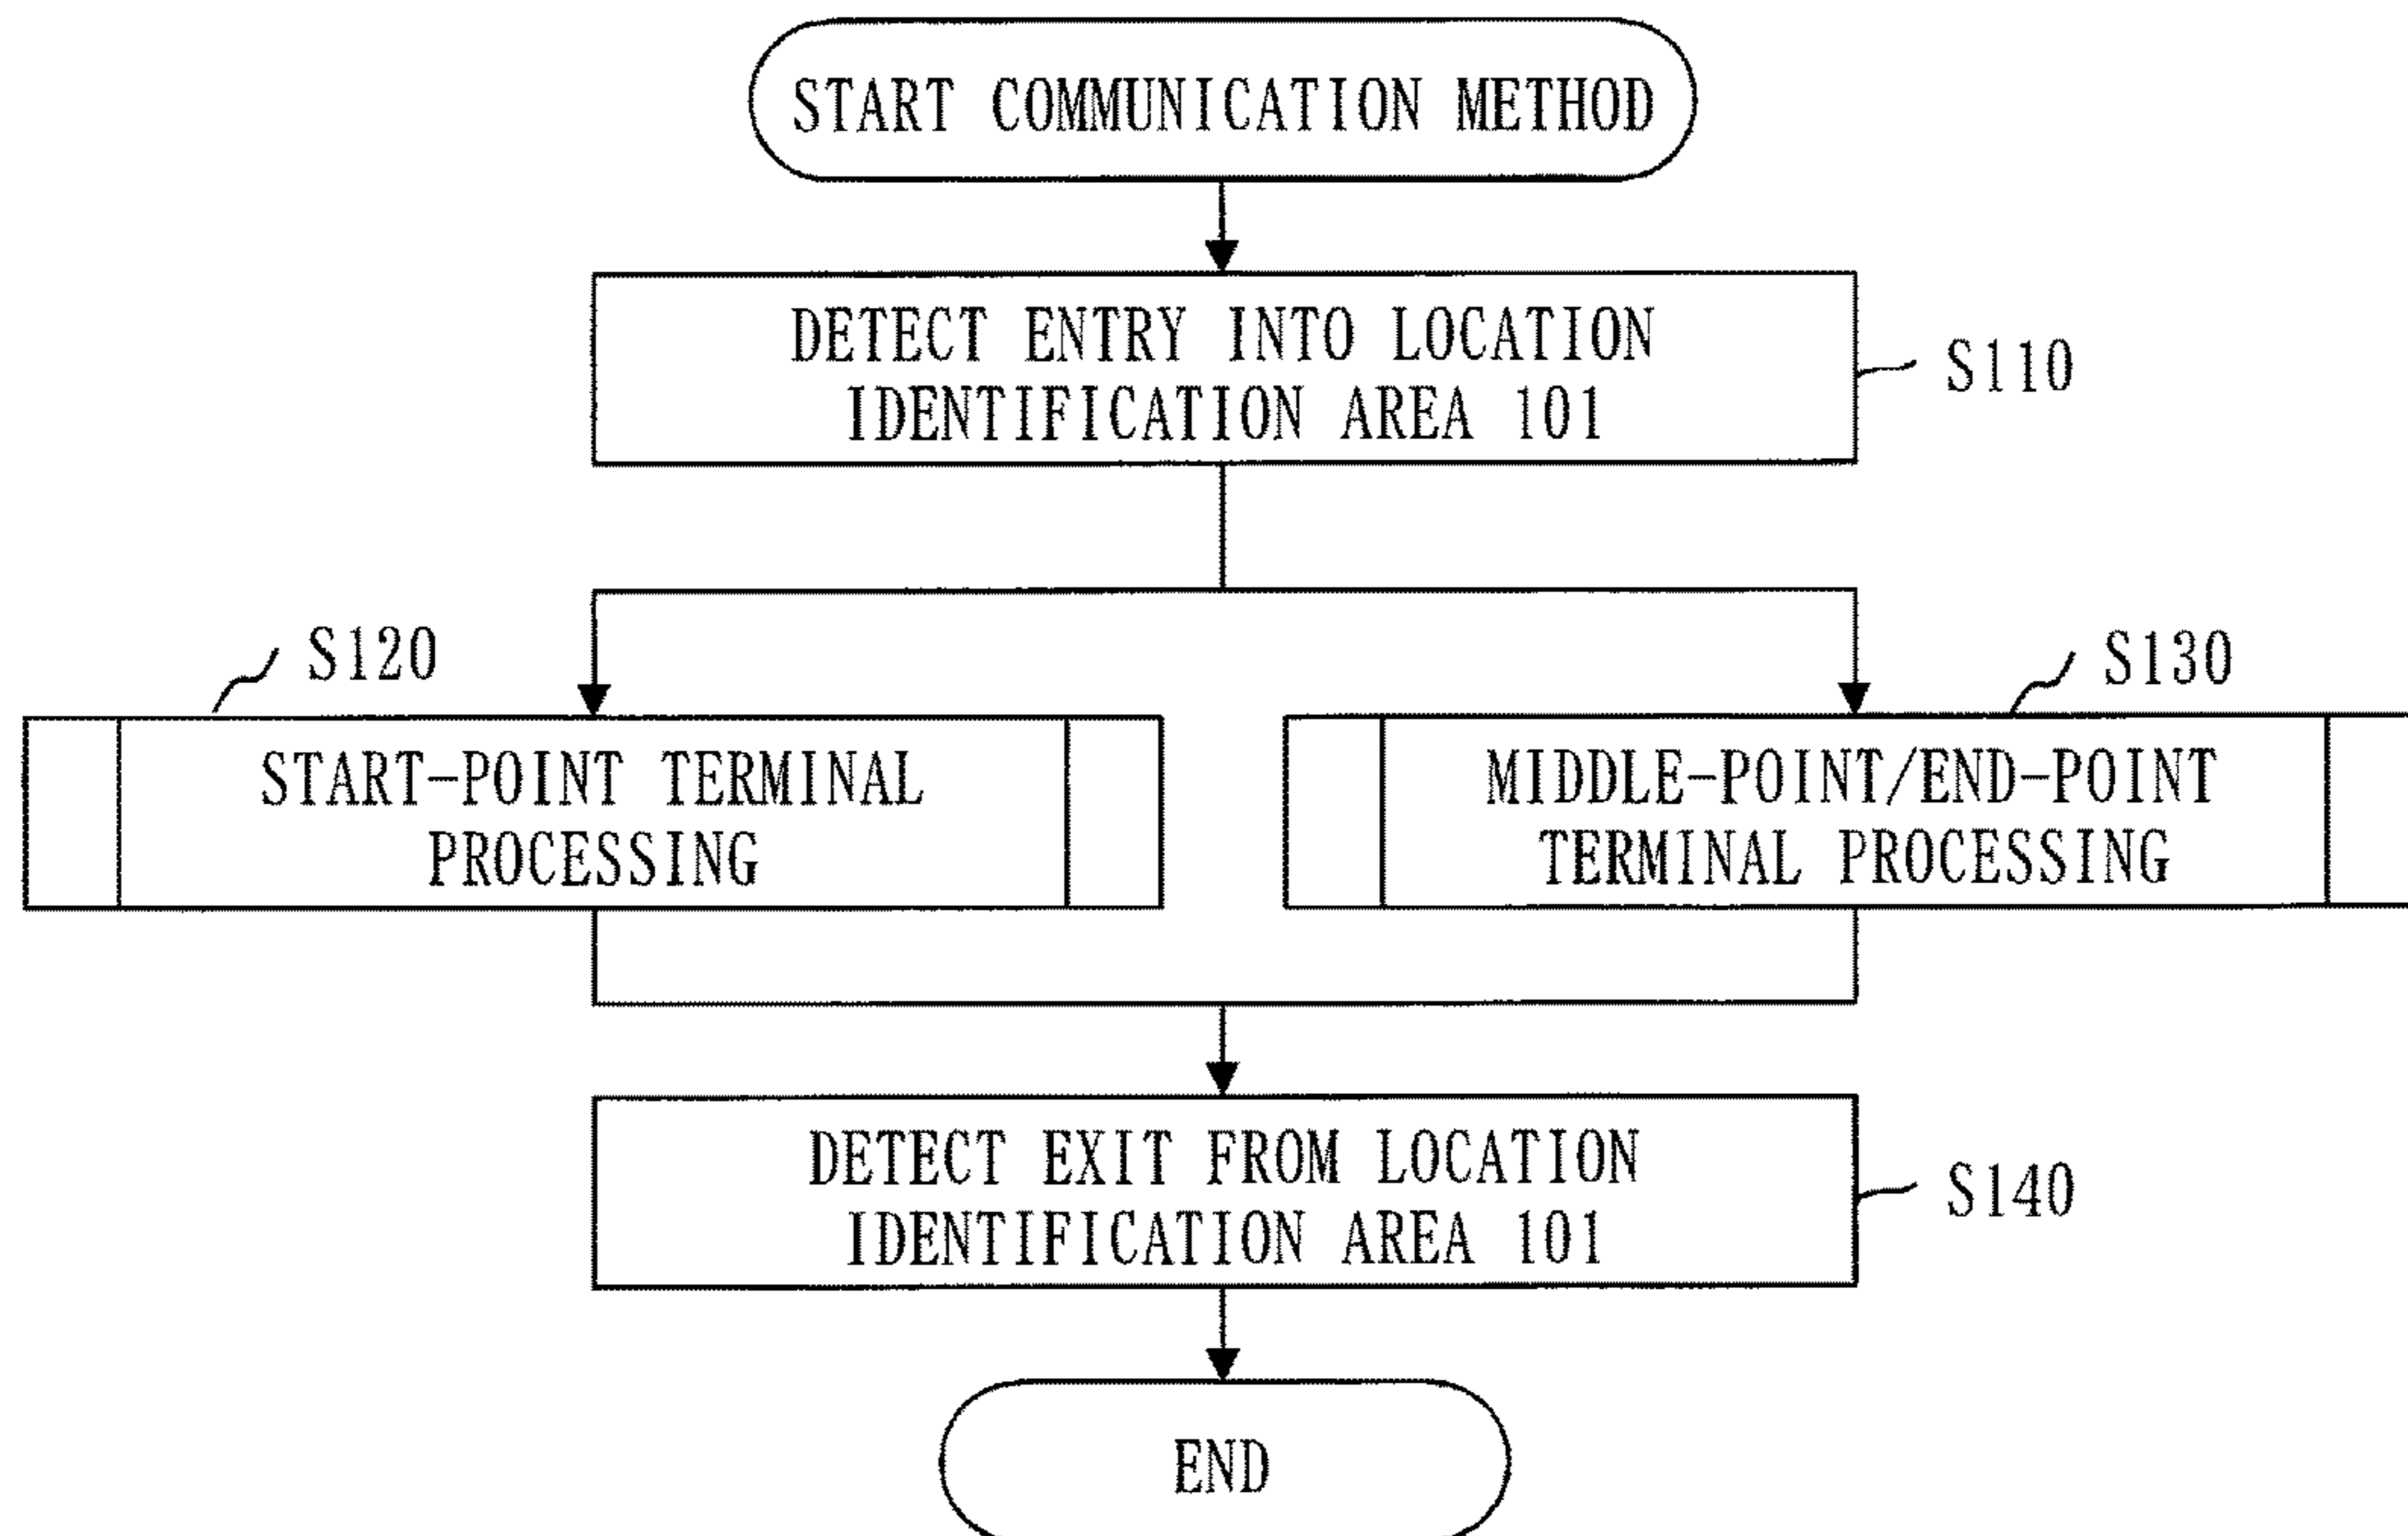 START COMMUNICATION METHOD
DETECT ENTRY INTO LOCATION
IDENTIFICATION AREA 101
S110
S120
S130
START-POINT TERMINAL
PROCESSING
MIDDLE-POINT/END-POINT
TERMINAL PROCESSING
DETECT EXIT FROM LOCATION
IDENTIFICATION AREA 101
S140
END